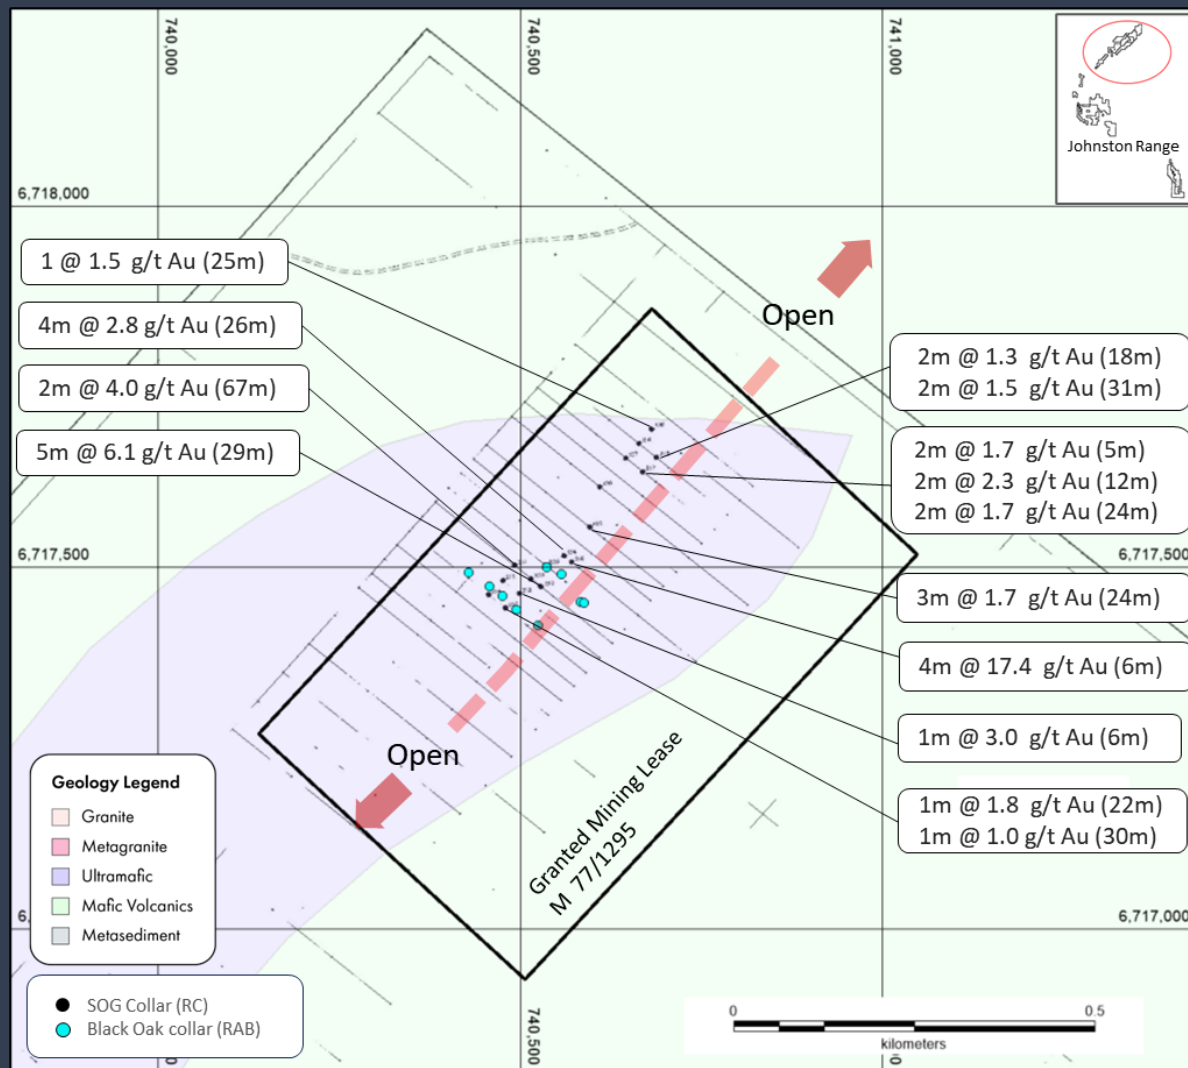 740,000
740,500
741,000
Johnston Range
6,718,000
1 @ 1.5 g/t Au (25m)
4m @ 2.8 g/t Au (26m)
2m @ 4.0 g/t Au (67m)
5m @ 6.1 g/t Au (29m)
Open
2m @ 1.3 g/t Au (18m)
2m @ 1.5 g/t Au (31m)
2m @ 1.7 g/t Au (5m)
2m @ 2.3 g/t Au (12m)
2m @ 1.7 g/t Au (24m)
6,717,500
6,717,500
3m @ 1.7 g/t Au (24m)
4m @ 17.4 g/t Au (6m)
1m @ 3.0 g/t Au (6m)
1m @ 1.8 g/t Au (22m)
1m @ 1.0 g/t Au (30m)
Open
Granted Mining Lease
M 77/1295
Geology Legend
Granite
Metagranite
Ultramafic
Mafic Volcanics
Metasediment
6,717,000
SOG Collar (RC)
Black Oak collar (RAB)
740,500
0
0.5
kilometers